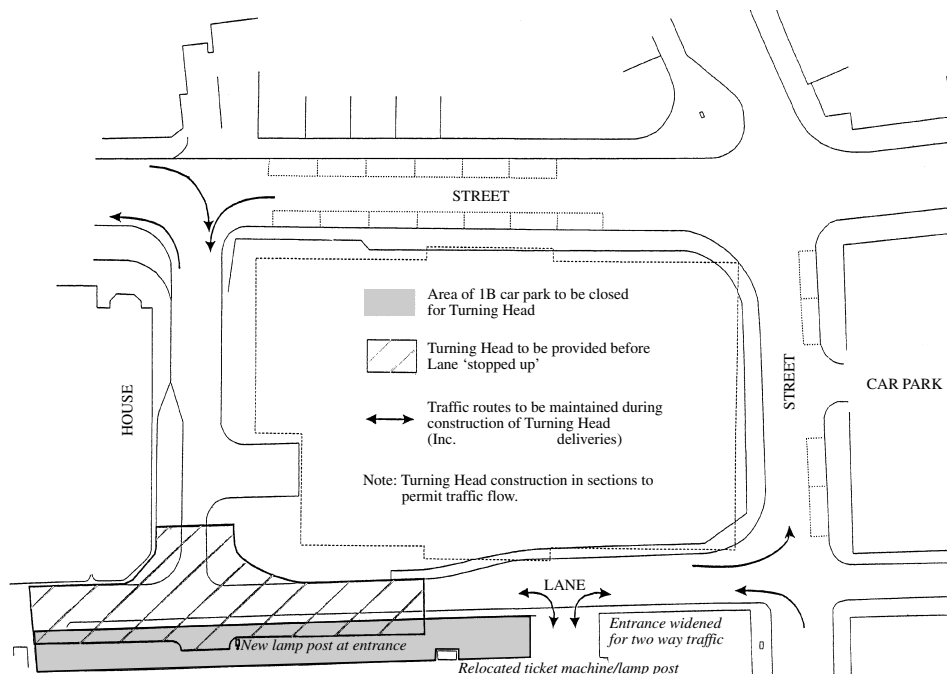 STREET
Area of 1B car park to be closed
for Turning Head
Turning Head to be provided before
Lane ‘stopped up’
Traffic routes to be maintained during
construction of Turning Head
(Inc. deliveries)
Note: Turning Head construction in sections to
permit traffic flow.
HOUSE
STREET
CAR PARK
LANE
Entrance widened
for two way traffic
New lamp post at entrance
Relocated ticket machine/lamp post